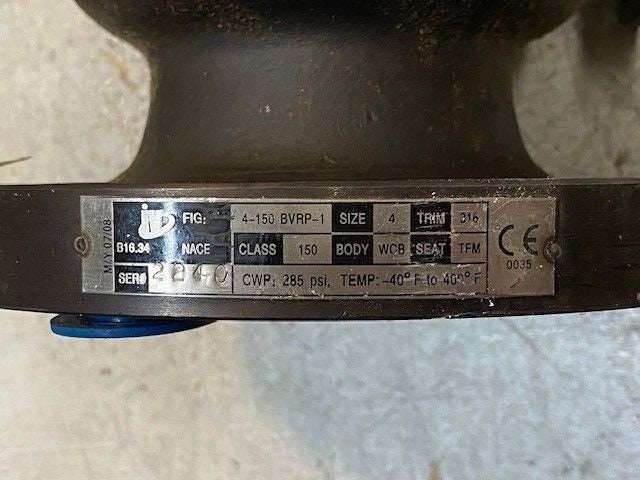 M/Y 07/08
FIG: 4-150 BVRP-1 SIZE 4 TRIM 316
B16.34 NACE CLASS 150 BODY WCB SEAT TFM
SER# 2240 CWP: 285 psi, TEMP: -40° F to 400° F
CE
0035